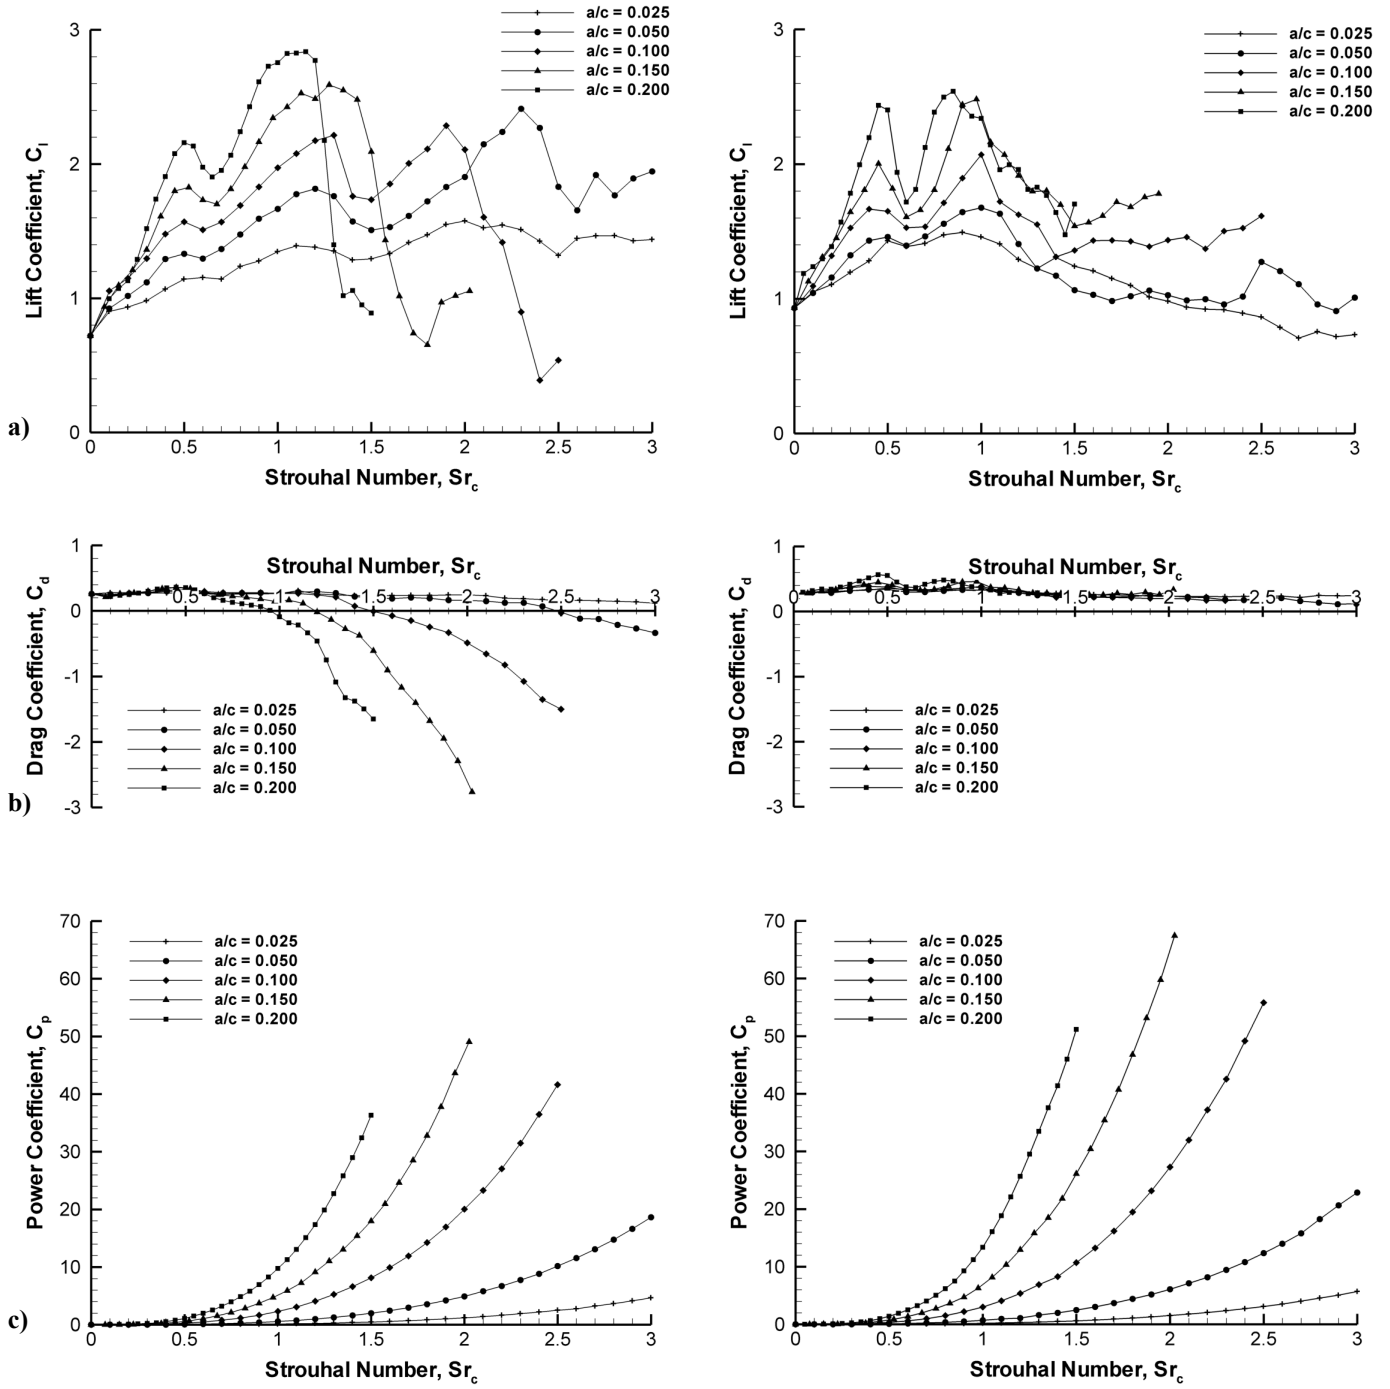 a)
3
2
1
0
Lift Coefficient, Cl
a/c = 0.025
a/c = 0.050
a/c = 0.100
a/c = 0.150
a/c = 0.200
0 0.5 1 1.5 2 2.5 3
Strouhal Number, Src
3
2
1
0
Lift Coefficient, Cl
a/c = 0.025
a/c = 0.050
a/c = 0.100
a/c = 0.150
a/c = 0.200
0 0.5 1 1.5 2 2.5 3
Strouhal Number, Src
b)
1
0
-1
-2
-3
Drag Coefficient, Cd
Strouhal Number, Src
0.5 1 1.5 2 2.5 3
a/c = 0.025
a/c = 0.050
a/c = 0.100
a/c = 0.150
a/c = 0.200
1
0
-1
-2
-3
Drag Coefficient, Cd
Strouhal Number, Src
0 0.5 1 1.5 2 2.5 3
a/c = 0.025
a/c = 0.050
a/c = 0.100
a/c = 0.150
a/c = 0.200
c)
70
60
50
40
30
20
10
0
Power Coefficient, Cp
a/c = 0.025
a/c = 0.050
a/c = 0.100
a/c = 0.150
a/c = 0.200
0 0.5 1 1.5 2 2.5 3
Strouhal Number, Src
70
60
50
40
30
20
10
0
Power Coefficient, Cp
a/c = 0.025
a/c = 0.050
a/c = 0.100
a/c = 0.150
a/c = 0.200
0 0.5 1 1.5 2 2.5 3
Strouhal Number, Src